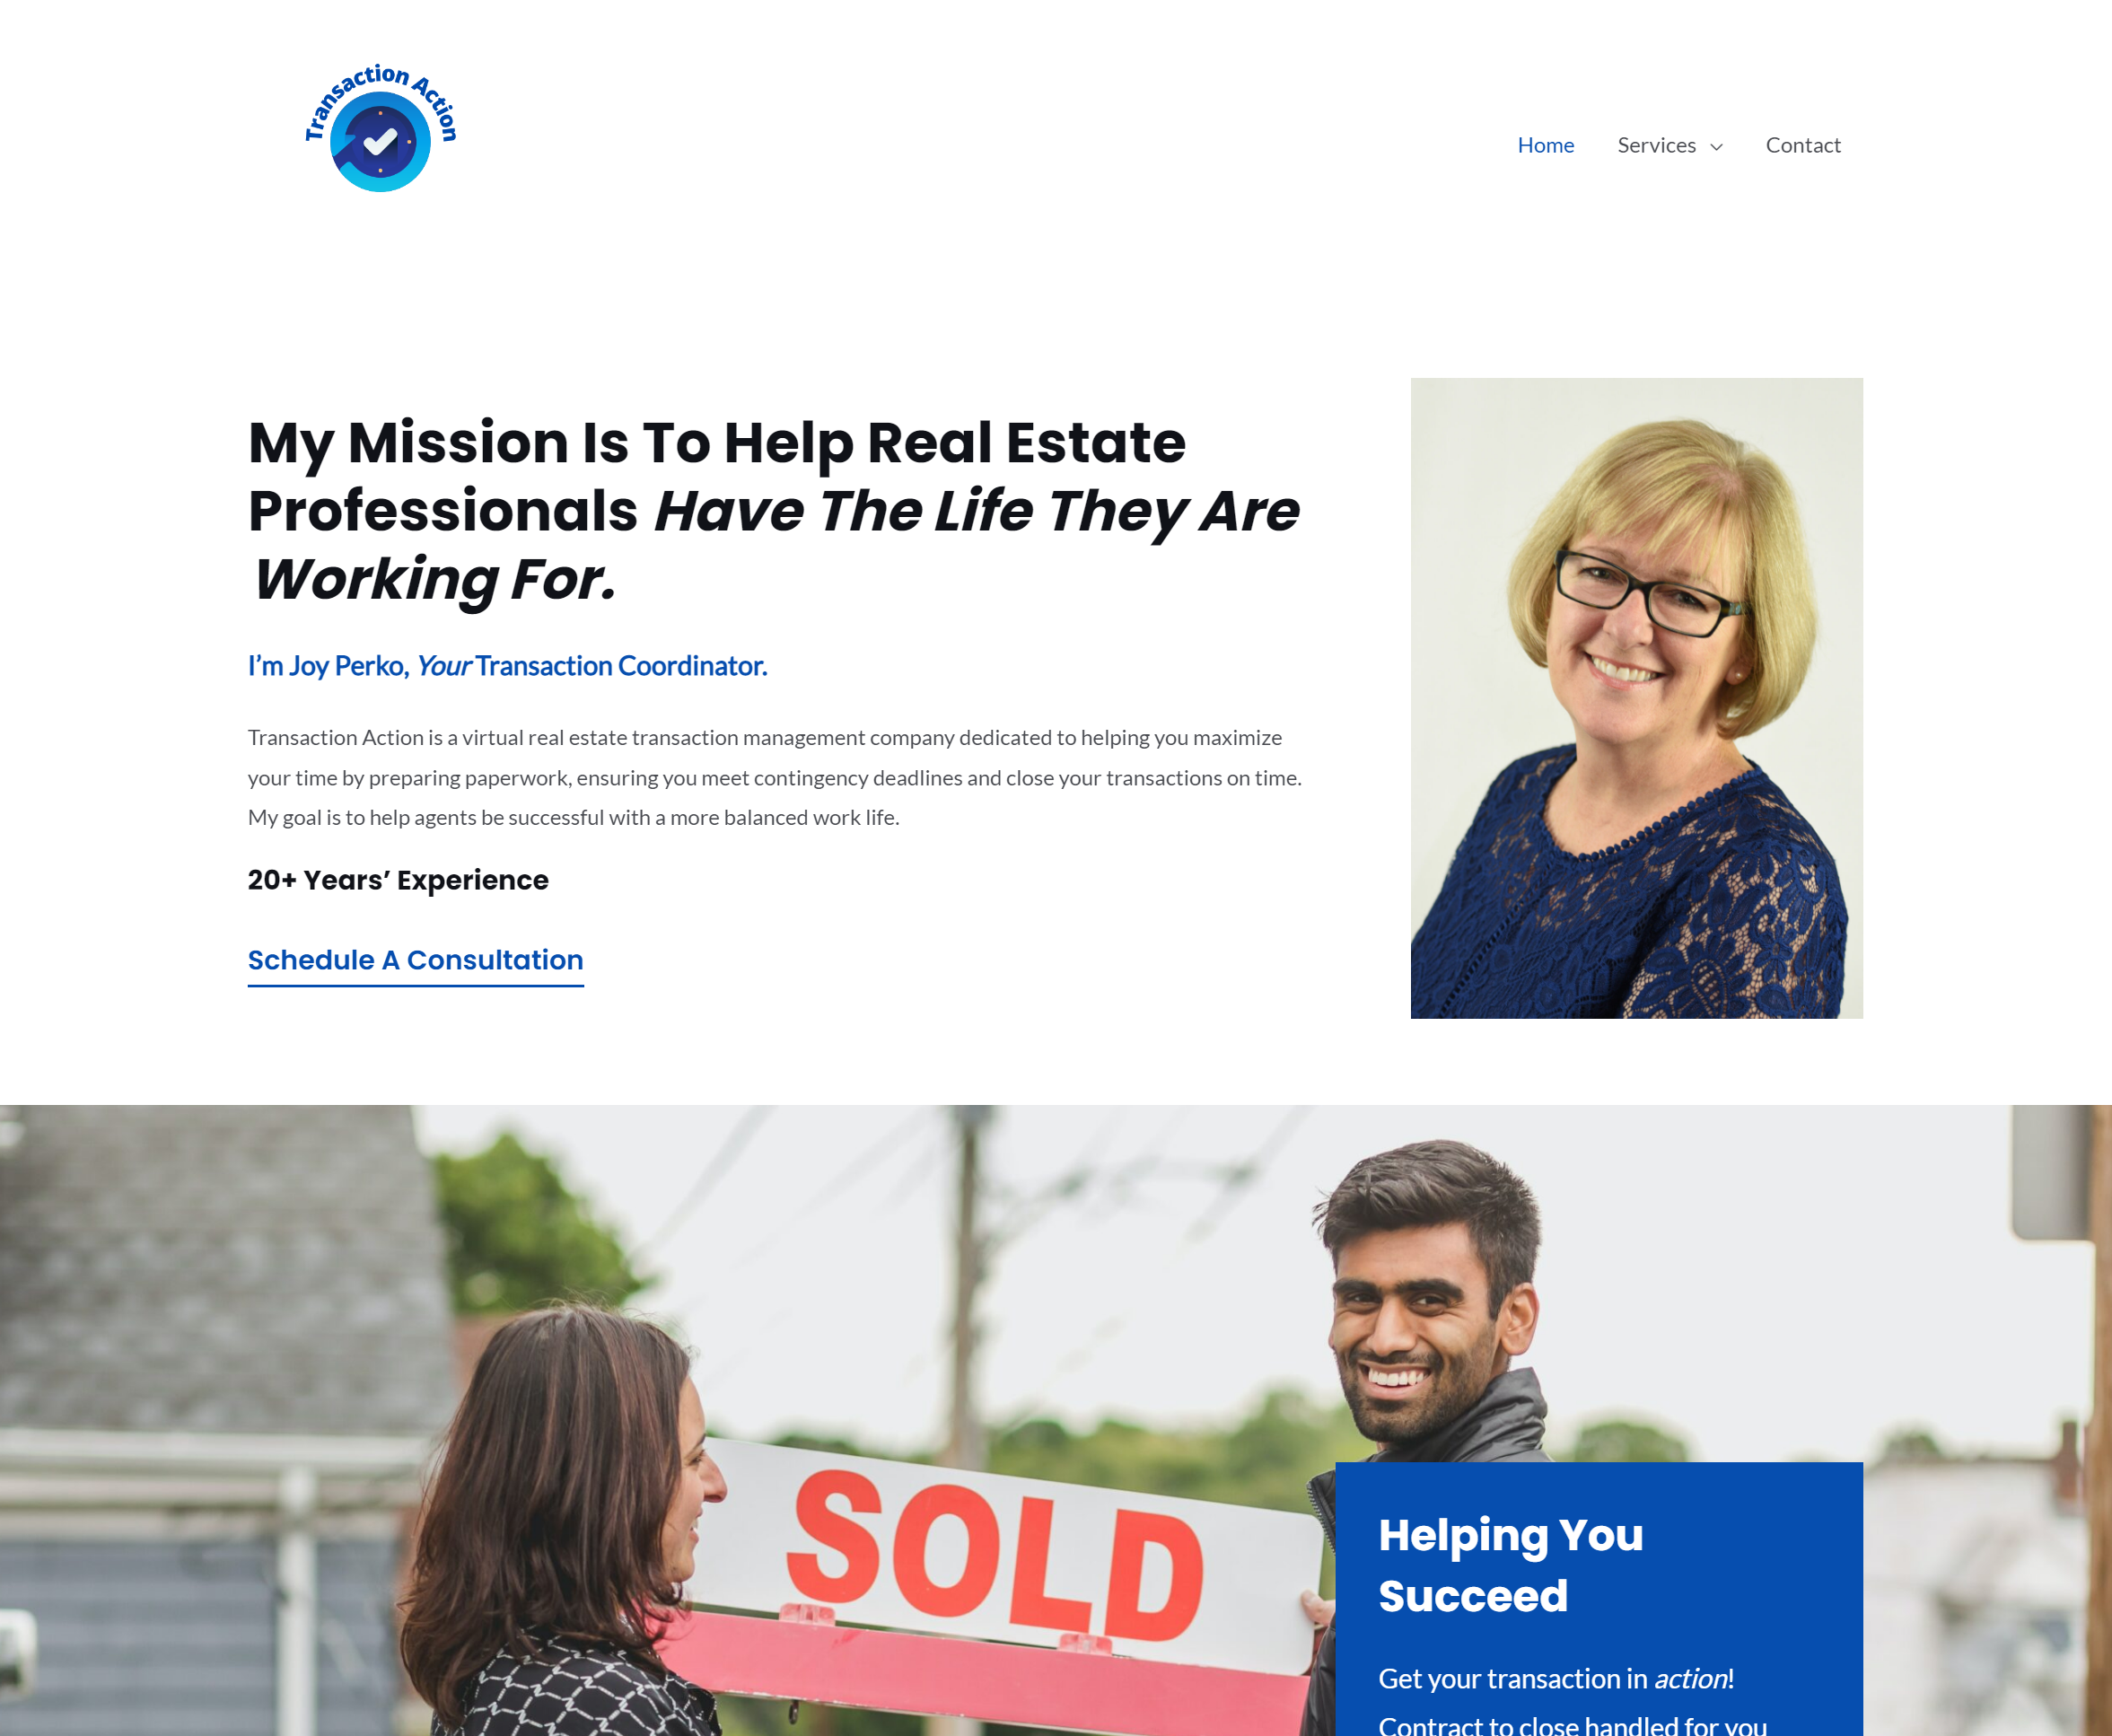 Transaction Action
Home
Services
Contact
My Mission Is To Help Real Estate
Professionals Have The Life They Are
Working For.
I’m Joy Perko, Your Transaction Coordinator.
Transaction Action is a virtual real estate transaction management company dedicated to helping you maximize
your time by preparing paperwork, ensuring you meet contingency deadlines and close your transactions on time.
My goal is to help agents be successful with a more balanced work life.
20+ Years’ Experience
Schedule A Consultation
SOLD
Helping You
Succeed
Get your transaction in action!
Contract to close handled for you